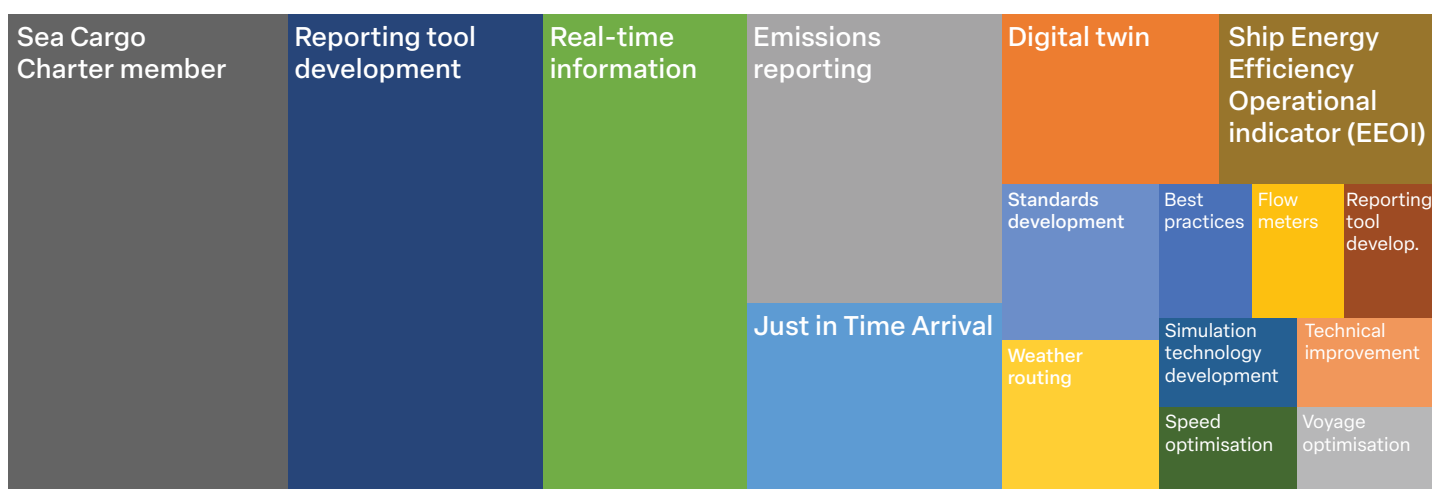 Sea Cargo
Charter member
Reporting tool
development
Real-time
information
Emissions
reporting
Just in Time Arrival
Digital twin
Ship Energy
Efficiency
Operational
indicator (EEOI)
Standards
development
Best
practices
Flow
meters
Reporting
tool
develop.
Weather
routing
Simulation
technology
development
Technical
improvement
Speed
optimisation
Voyage
optimisation